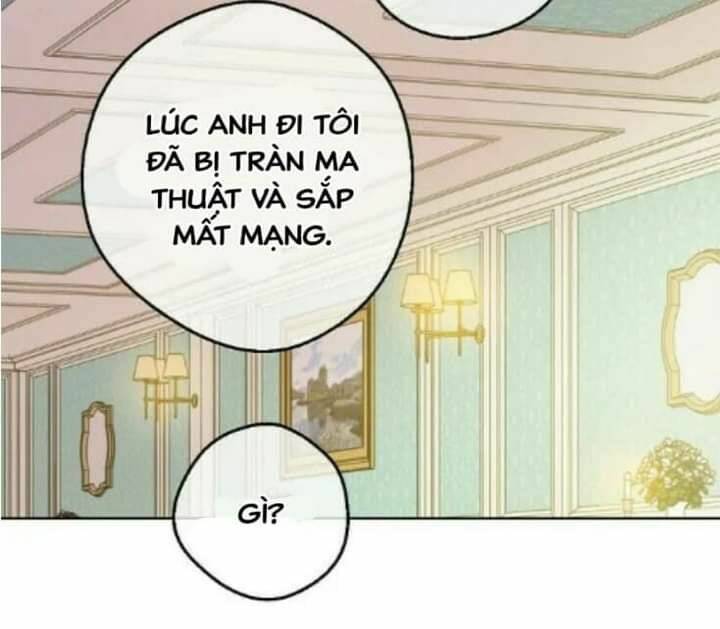 LÚC ANH ĐI TÔI
ĐÃ BỊ TRÀN MA
THUẬT VÀ SẮP
MẤT MẠNG.
GÌ?